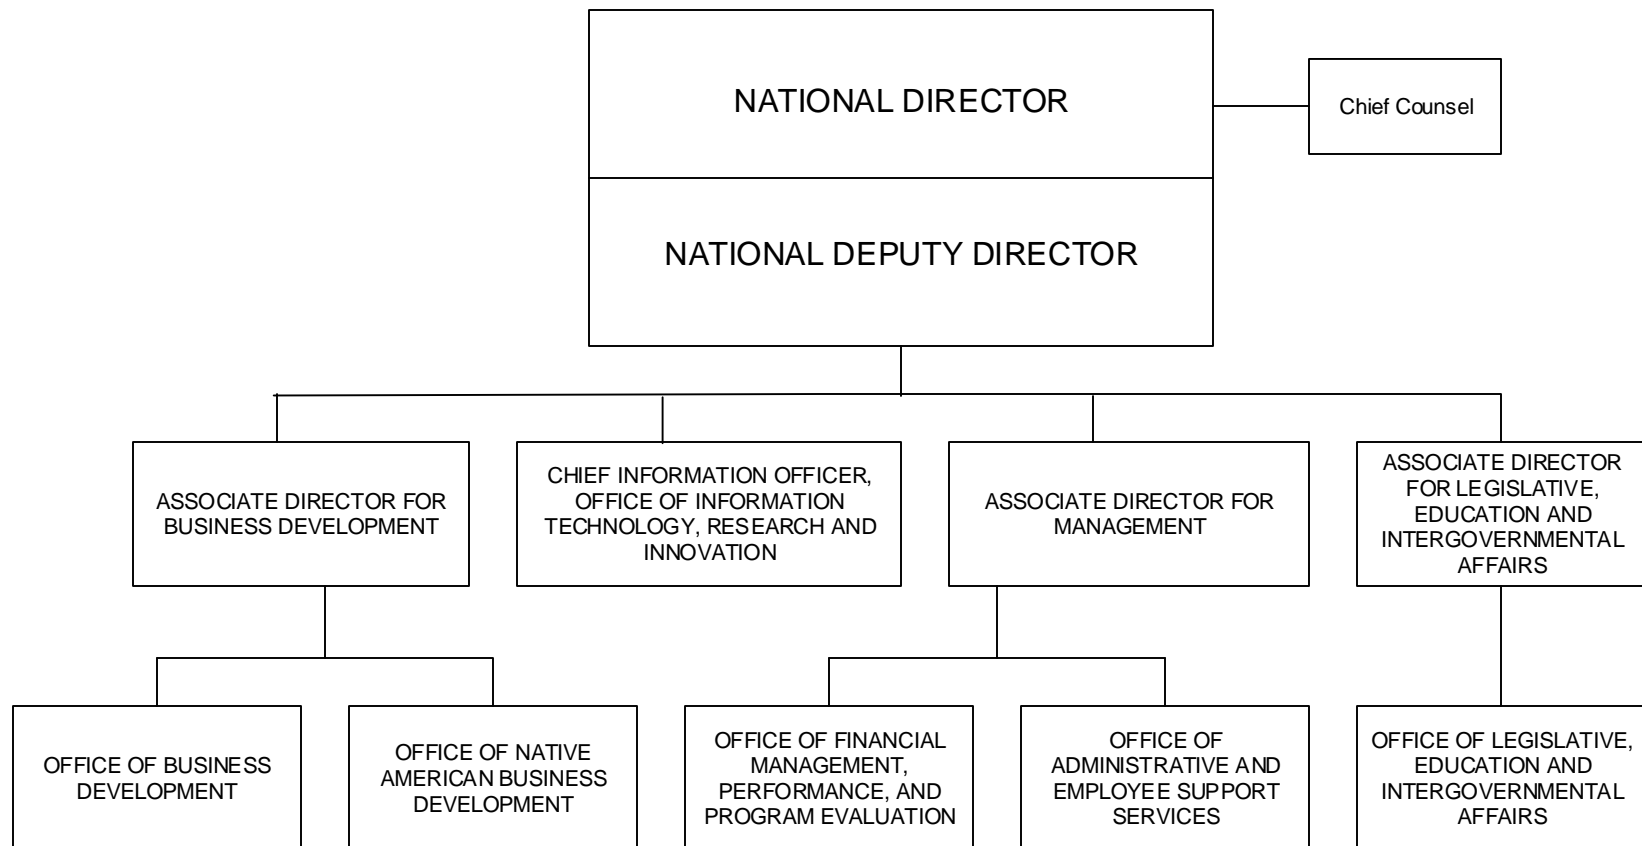 NATIONAL DIRECTOR
Chief Counsel
NATIONAL DEPUTY DIRECTOR
ASSOCIATE DIRECTOR FOR
BUSINESS DEVELOPMENT
CHIEF INFORMATION OFFICER,
OFFICE OF INFORMATION
TECHNOLOGY, RESEARCH AND
INNOVATION
ASSOCIATE DIRECTOR FOR
MANAGEMENT
ASSOCIATE DIRECTOR
FOR LEGISLATIVE,
EDUCATION AND
INTERGOVERNMENTAL
AFFAIRS
OFFICE OF BUSINESS
DEVELOPMENT
OFFICE OF NATIVE
AMERICAN BUSINESS
DEVELOPMENT
OFFICE OF FINANCIAL
MANAGEMENT,
PERFORMANCE, AND
PROGRAM EVALUATION
OFFICE OF
ADMINISTRATIVE AND
EMPLOYEE SUPPORT
SERVICES
OFFICE OF LEGISLATIVE,
EDUCATION AND
INTERGOVERNMENTAL
AFFAIRS